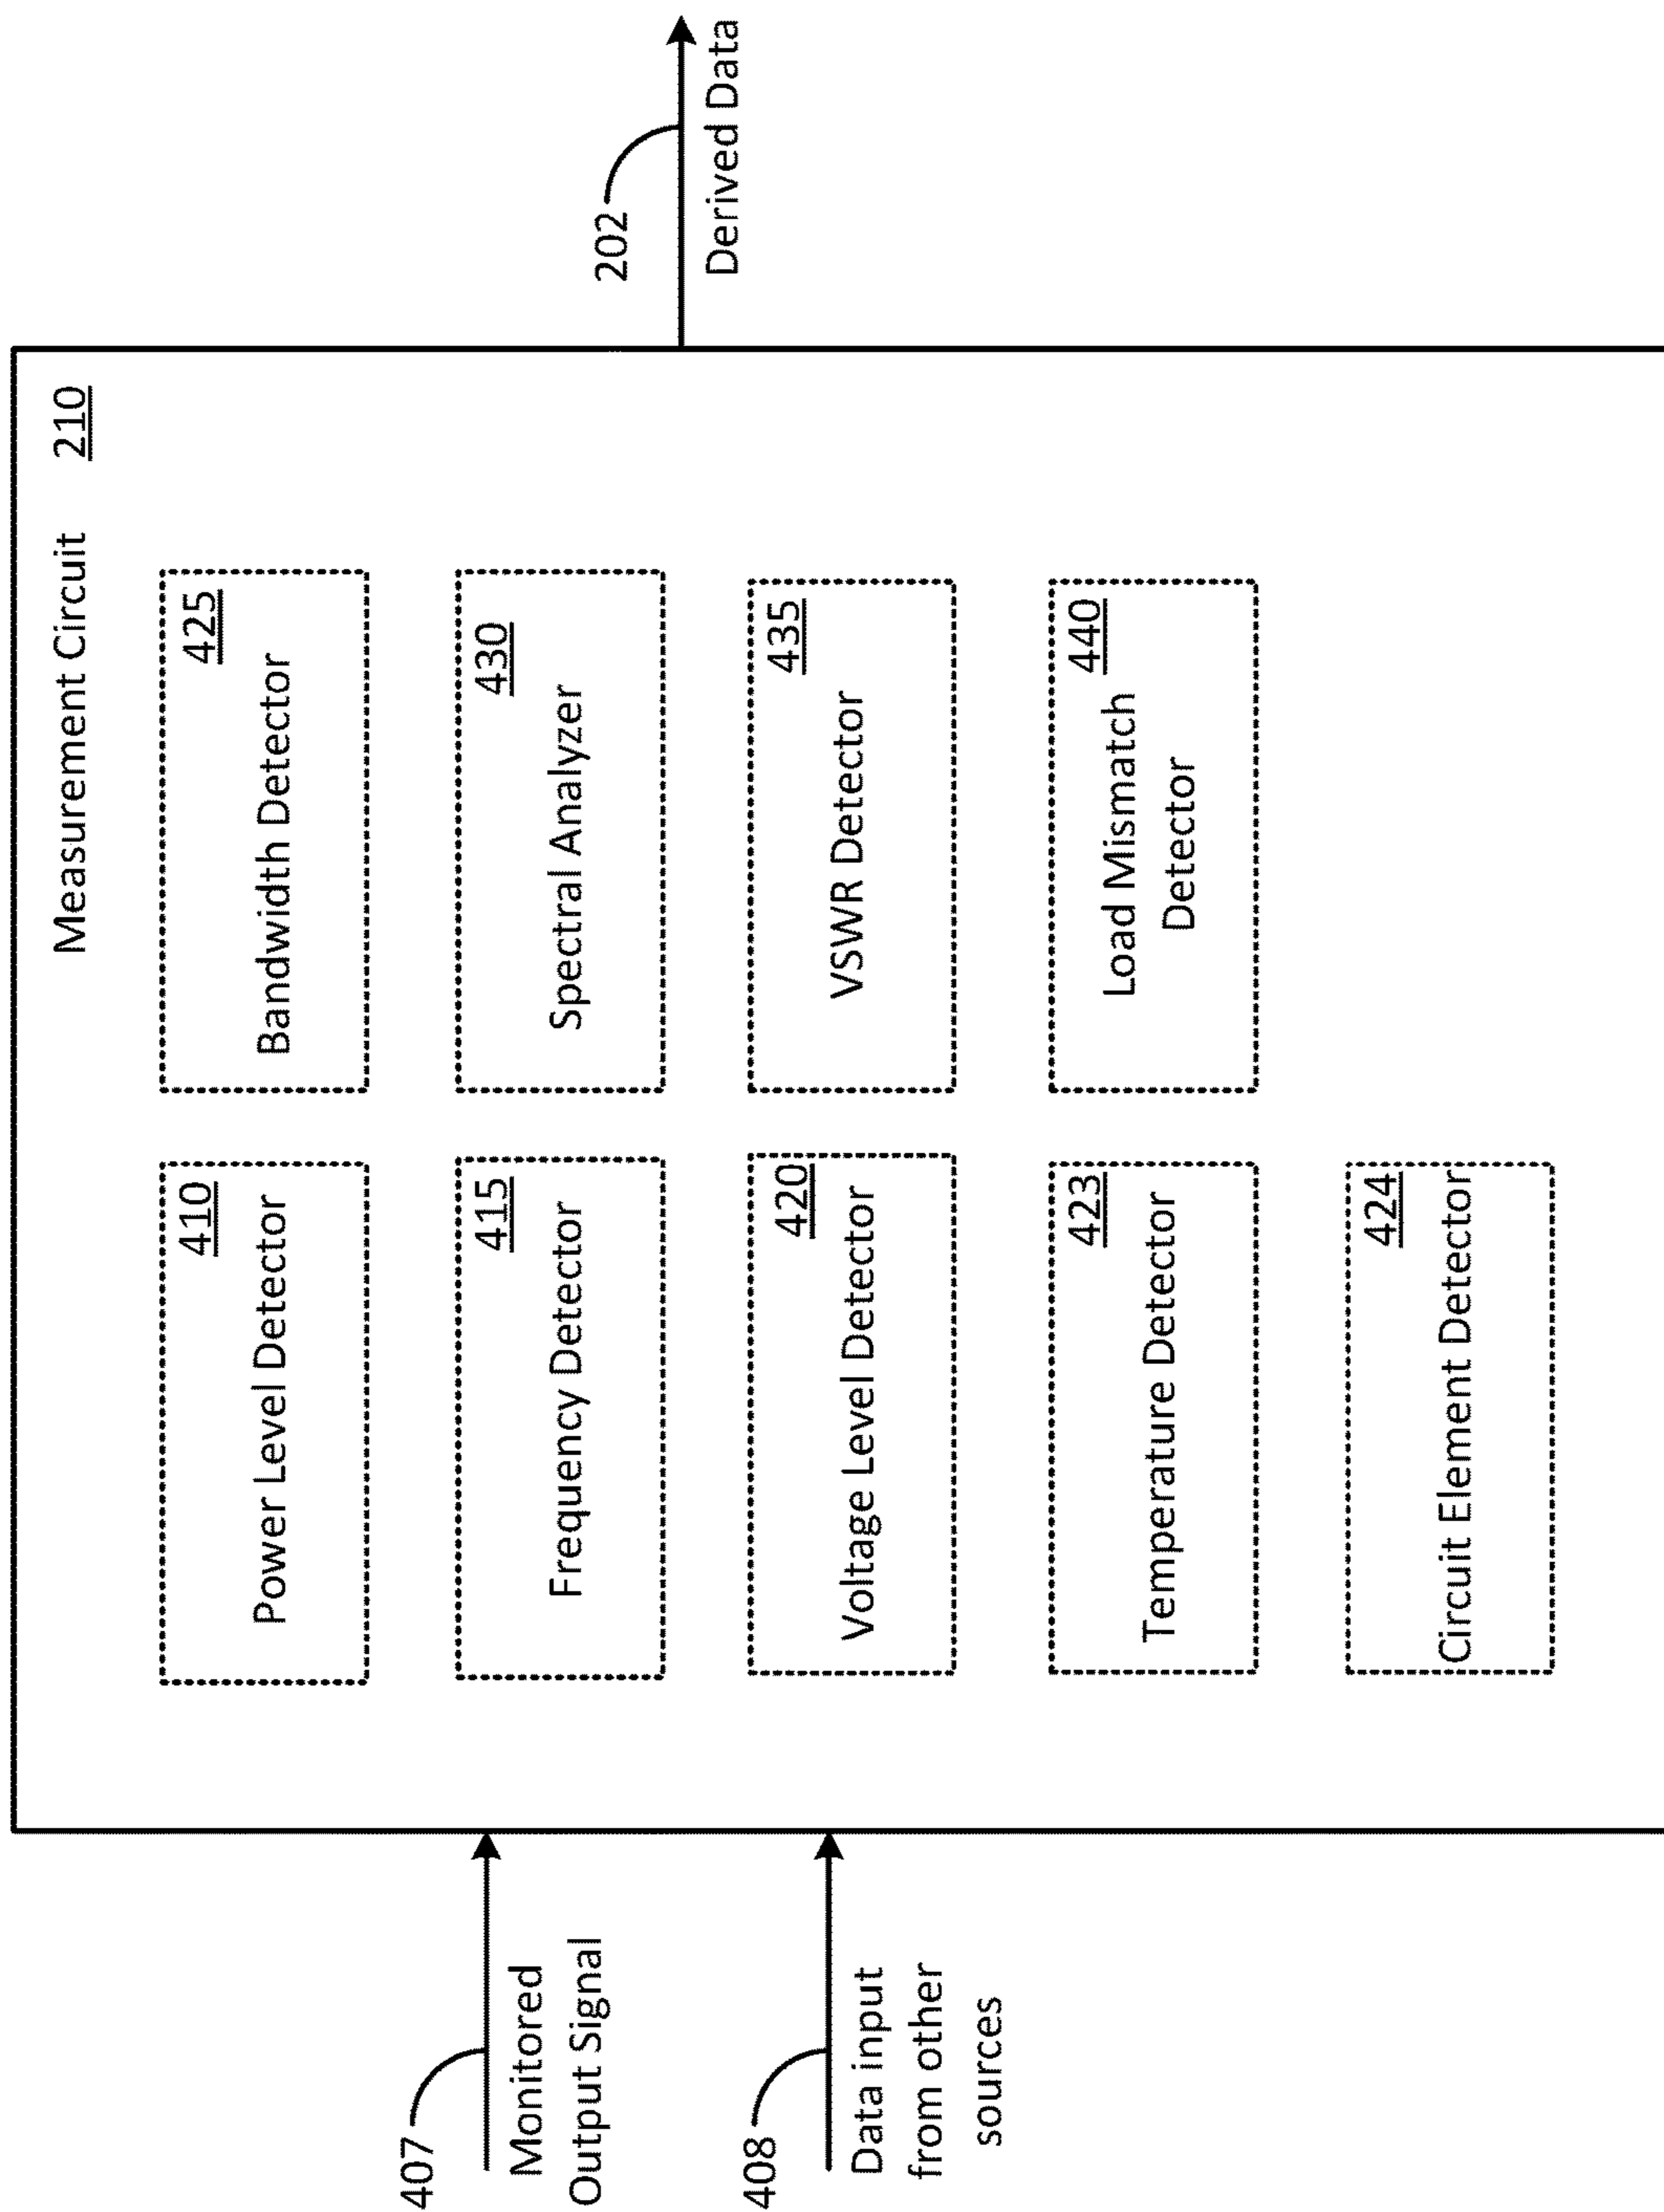 Measurement Circuit 210
407
Monitored
Output Signal
408
Data input
from other
sources
410
Power Level Detector
415
Frequency Detector
420
Voltage Level Detector
423
Temperature Detector
424
Circuit Element Detector
425
Bandwidth Detector
430
Spectral Analyzer
435
VSWR Detector
440
Load Mismatch
Detector
202
Derived Data